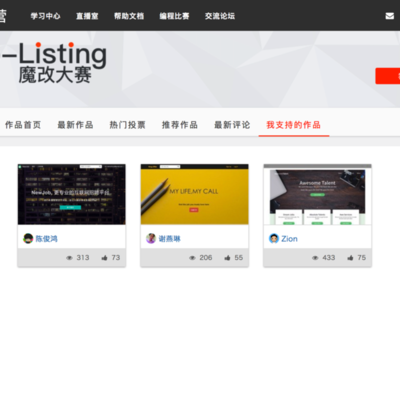 营 学习中心 直播室 帮助文档 编程比赛 交流论坛
-Listing
魔改大赛
作品首页 最新作品 热门投票 推荐作品 最新评论 我支持的作品
MY LIFE,MY CALL
Awesome Talent
陈俊鸿 谢燕琳 Zion
313 73 206 55 433 75